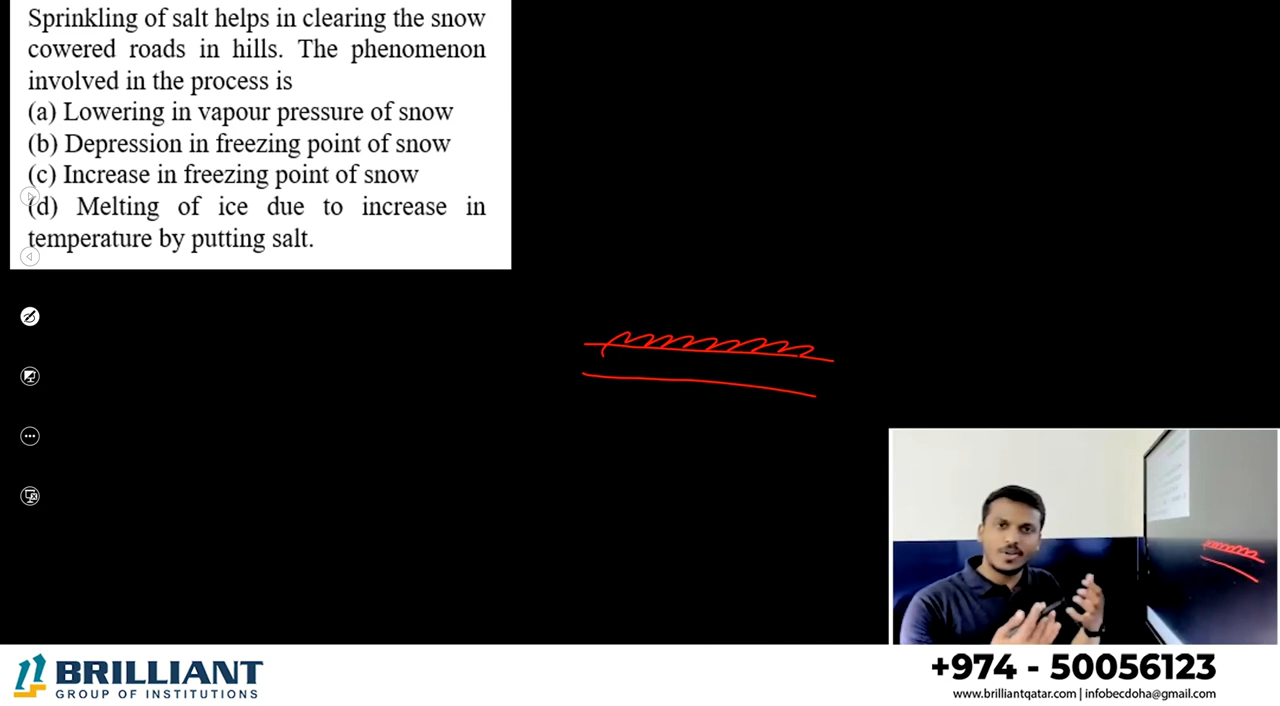 Sprinkling of salt helps in clearing the snow
cowered roads in hills. The phenomenon
involved in the process is
(a) Lowering in vapour pressure of snow
(b) Depression in freezing point of snow
(c) Increase in freezing point of snow
(d) Melting of ice due to increase in
temperature by putting salt.
BRILLIANT
GROUP OF INSTITUTIONS
+974 - 50056123
www.brilliantqatar.com | infobecdoha@gmail.com